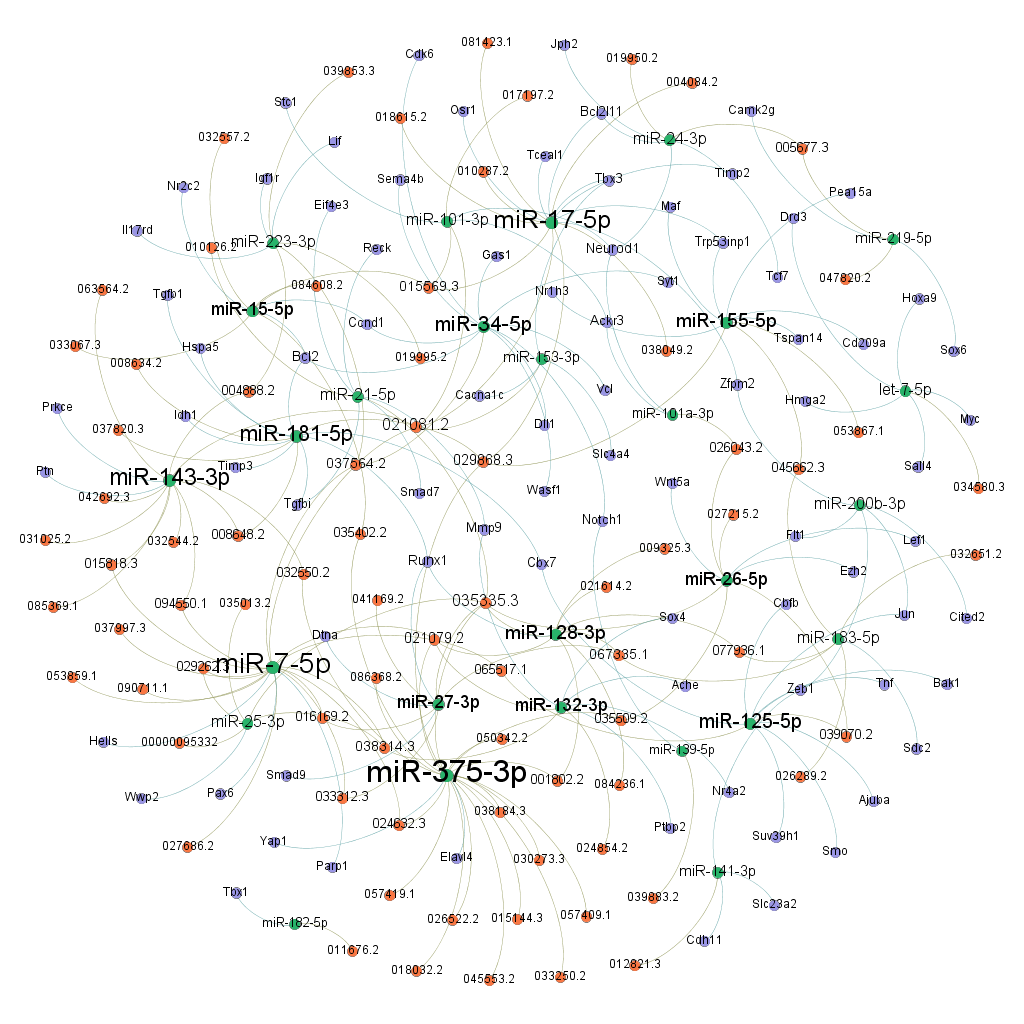 081423.1
Jph2
Cdk6
019950.2
039853.3
004084.2
017197.2
Stc1
018615.2
Osr1
Bcl2l11
Camk2g
032557.2
Lif
miR-24-3p
005677.3
Tceal1
010287.2
Igf1r
Sema4b
Tbx3
Timp2
Nr2c2
Pea15a
Eif4e3
miR-101-3p
miR-17-5p
Maf
Drd3
Il17rd
010126.2
miR-223-3p
Reck
Gas1
Neurod1
Trp53inp1
miR-219-5p
063564.2
Tgfb1
084608.2
015569.3
Nr1h3
Syt1
Tcf7
047820.2
Hoxa9
miR-15-5p
Ccnd1
miR-34-5p
Ackr3
miR-155-5p
033067.3
Hspa5
Bcl2
019995.2
miR-153-3p
038049.2
Tspan14
Cd209a
Sox6
008634.2
004888.2
miR-21-5p
Cacna1c
Vcl
Zfpm2
Hmga2
let-7-5p
Prkce
Idh1
021081.2
Dll1
miR-101a-3p
Myc
037820.3
miR-181-5p
026043.2
053867.1
Ptn
miR-143-3p
Timp3
037564.2
029868.3
Slc4a4
045662.3
Sall4
042692.3
Tgfbi
Smad7
Wasf1
Wnt5a
034580.3
miR-200b-3p
031025.2
032544.2
008648.2
035402.2
Mmp9
Notch1
027215.2
Flt1
Lef1
015818.3
032550.2
Runx1
Cbx7
009325.3
032651.2
085369.1
094550.1
035013.2
041169.2
035335.3
021614.2
miR-26-5p
Ezh2
Cbfb
Jun
Cited2
037997.3
Dtna
021079.2
miR-128-3p
Sox4
miR-183-5p
053859.1
miR-7-5p
086368.2
065517.1
067335.1
077936.1
090711.1
Ache
Zeb1
Tnf
Bak1
miR-25-3p
016169.2
miR-27-3p
miR-132-3p
035509.2
miR-125-5p
Hells
00000095332
038314.3
050342.2
miR-139-5p
039070.2
Sdc2
Smad9
miR-375-3p
001802.2
084236.1
026289.2
Wwp2
Pax6
033312.3
Nr4a2
Ajuba
024632.3
038184.3
Ptbp2
Suv39h1
027686.2
Yap1
Parp1
Elavl4
030273.3
024854.2
Smo
Tbx1
057419.1
miR-141-3p
miR-182-5p
026522.2
015144.3
057409.1
039883.2
Slc23a2
011676.2
Cdh11
018032.2
045553.2
033250.2
012821.3